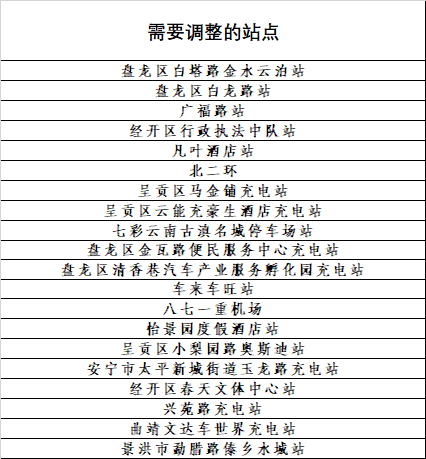 需要调整的站点
盘龙区白塔路金水云泊站
盘龙区白龙路站
广福路站
经开区行政执法中队站
凡叶酒店站
北二环
呈贡区马金铺充电站
呈贡区云能充豪生酒店充电站
七彩云南古滇名城停车场站
盘龙区金瓦路便民服务中心充电站
盘龙区清香巷汽车产业服务孵化园充电站
车来车旺站
八七一重机场
怡景园度假酒店站
呈贡区小梨园路奥斯迪站
安宁市太平新城街道玉龙路充电站
经开区春天文体中心站
兴苑路充电站
曲靖文达车世界充电站
景洪市勐腊路傣乡水城站